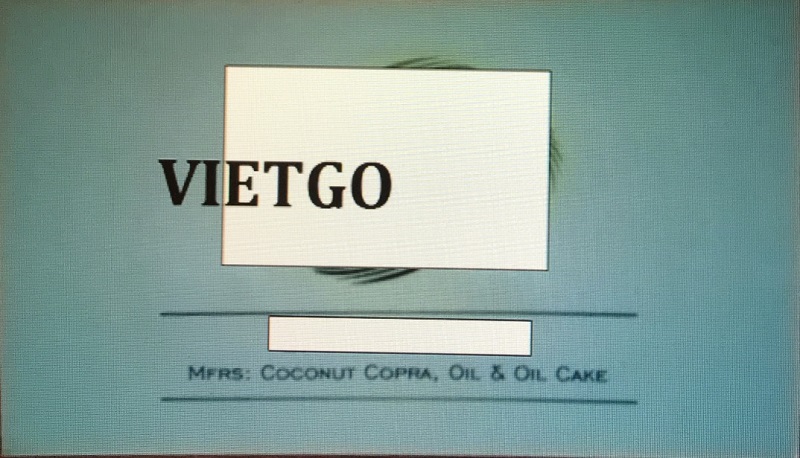 VIETGO
MFRS: COCONUT COPRA, OIL & OIL CAKE